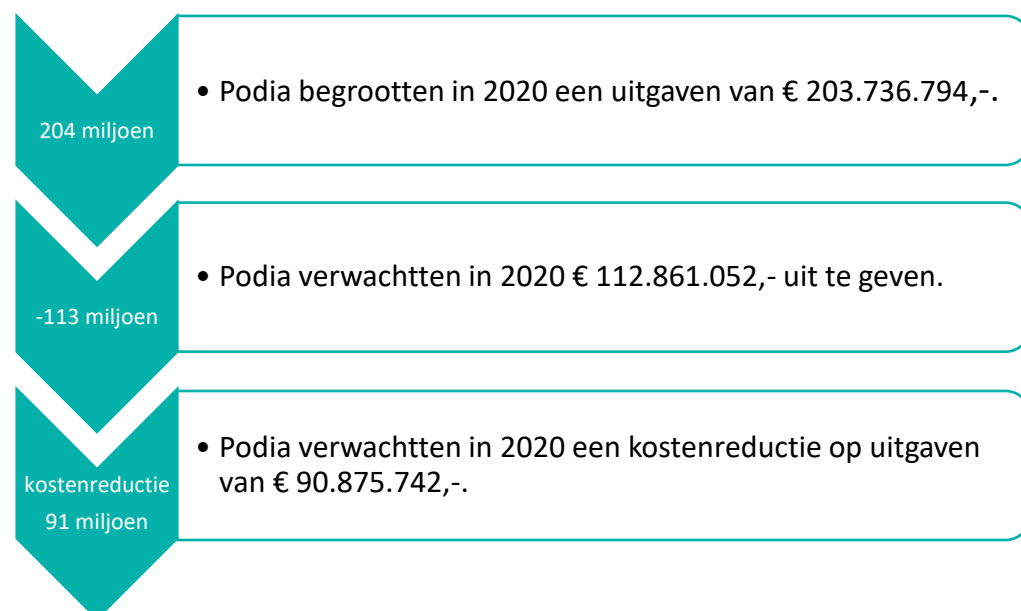 204 miljoen
• Podia begrootten in 2020 een uitgaven van € 203.736.794,-.
-113 miljoen
• Podia verwachtten in 2020 € 112.861.052,- uit te geven.
kostenreductie
91 miljoen
• Podia verwachtten in 2020 een kostenreductie op uitgaven
van € 90.875.742,-.